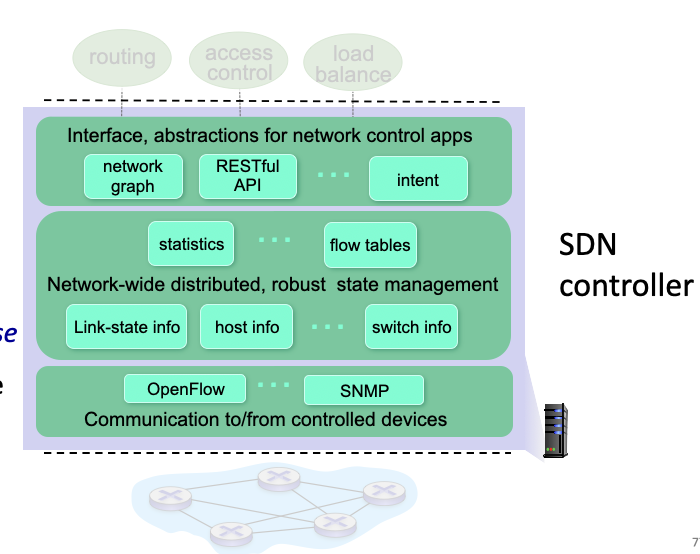 routing
access
control
load
balance
Interface, abstractions for network control apps
network
graph
RESTful
API
intent
statistics
flow tables
Network-wide distributed, robust state management
Link-state info
host info
switch info
se
e
OpenFlow
SNMP
Communication to/from controlled devices
SDN
controller
7